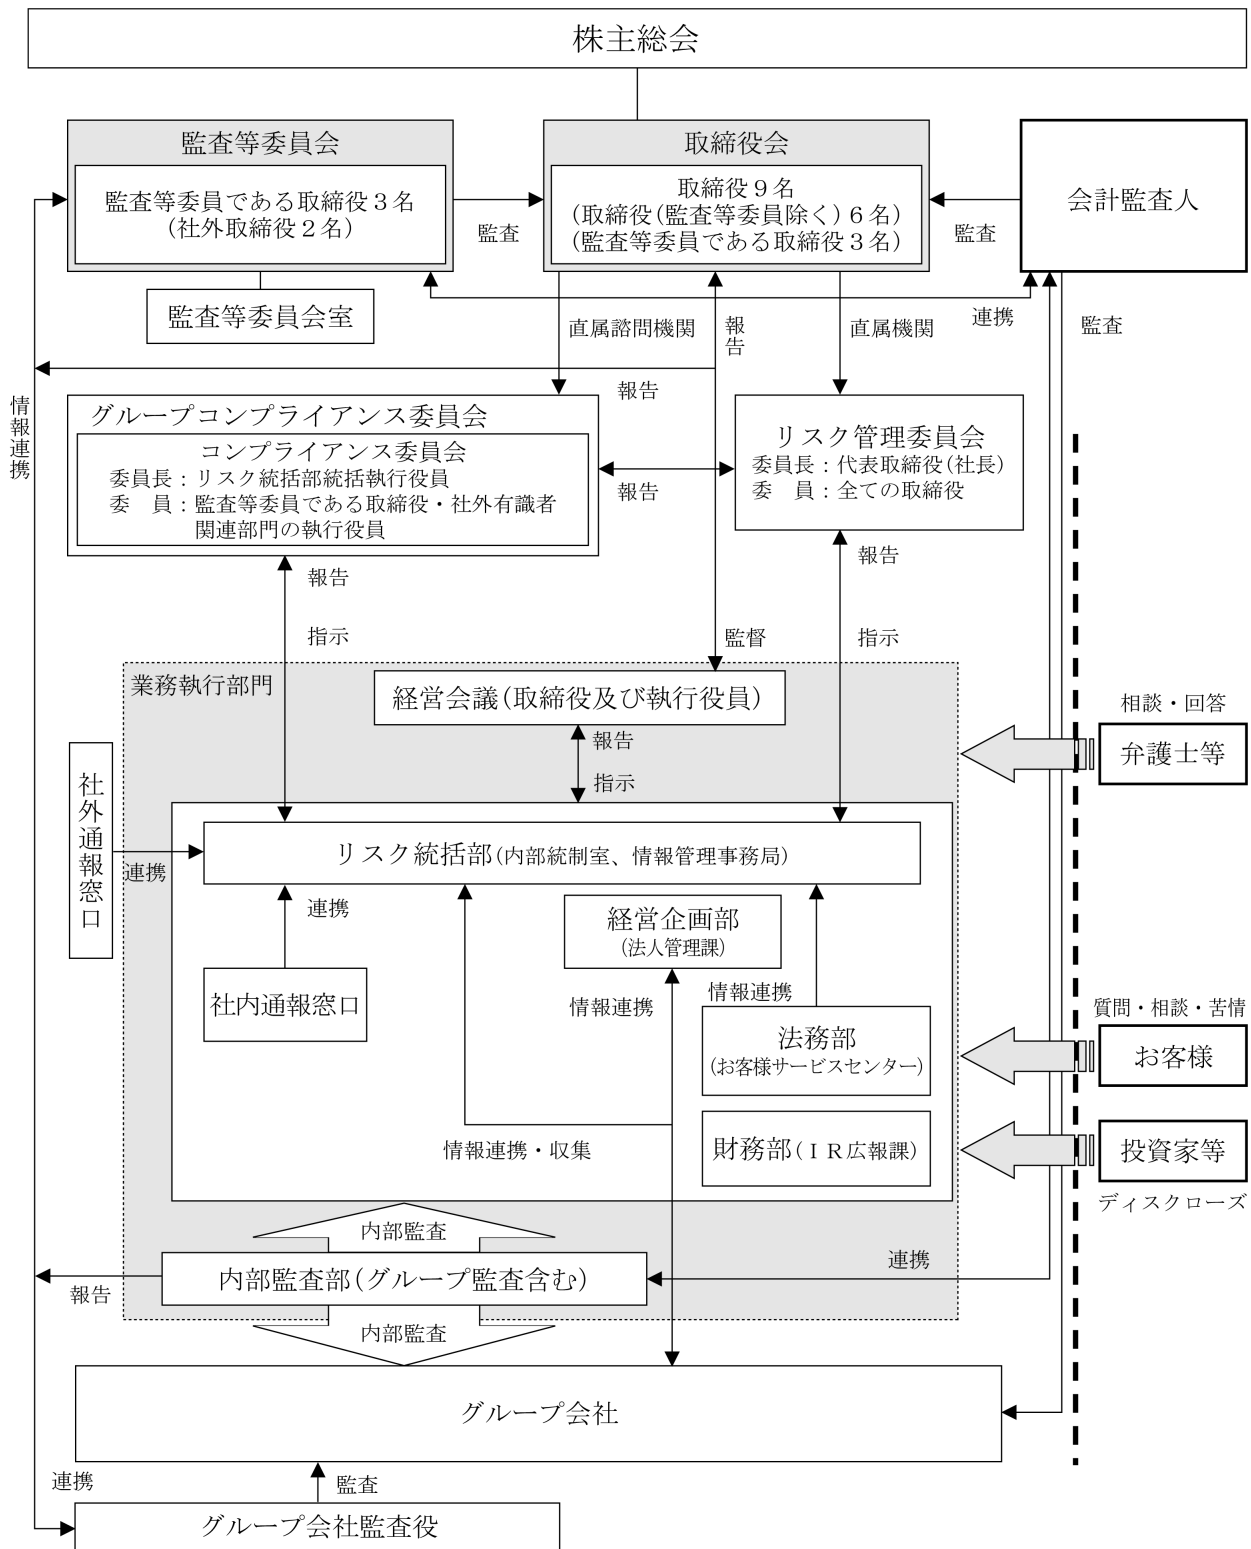 株主総会
監査等委員会
監査等委員である取締役３名
(社外取締役２名)
監査等委員会室
監査
取締役会
取締役９名
(取締役(監査等委員除く)６名)
(監査等委員である取締役３名)
監査
会計監査人
直属諮問機関
報告
直属機関
連携
監査
情報連携
報告
グループコンプライアンス委員会
コンプライアンス委員会
委員長：リスク統括部統括執行役員
委　員：監査等委員である取締役・社外有識者
関連部門の執行役員
報告
リスク管理委員会
委員長：代表取締役(社長)
委　員：全ての取締役
報告
指示
監督
報告
指示
業務執行部門
経営会議(取締役及び執行役員)
報告
指示
相談・回答
弁護士等
社外通報窓口
連携
リスク統括部(内部統制室、情報管理事務局)
連携
社内通報窓口
経営企画部
(法人管理課)
情報連携
情報連携
法務部
(お客様サービスセンター)
質問・相談・苦情
お客様
情報連携・収集
財務部(ＩＲ広報課)
投資家等
ディスクローズ
内部監査
内部監査部(グループ監査含む)
連携
報告
内部監査
グループ会社
連携
監査
グループ会社監査役